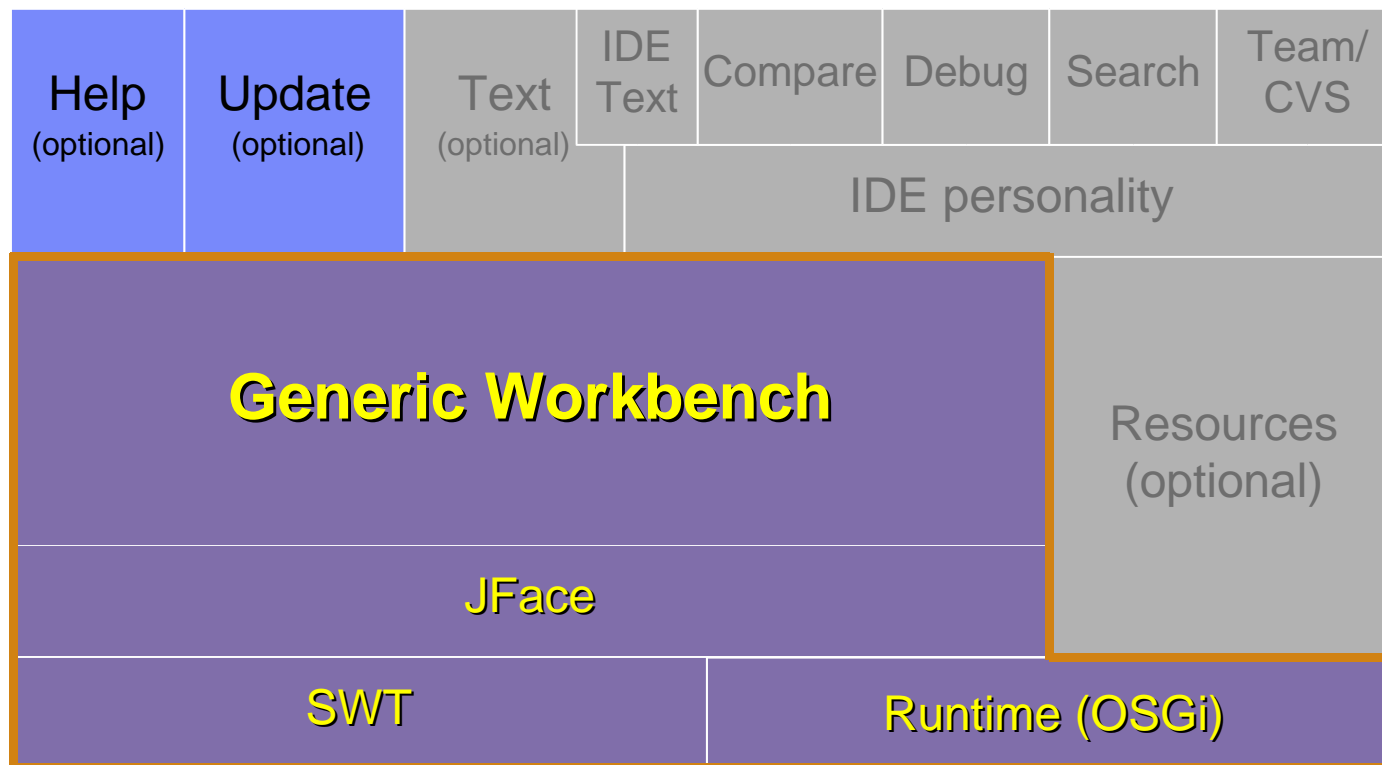 Help
(optional)
Update
(optional)
Text
(optional)
IDE
Text
Compare
Debug
Search
Team/
CVS
IDE personality
Generic Workbench
Resources
(optional)
JFace
SWT
Runtime (OSGi)